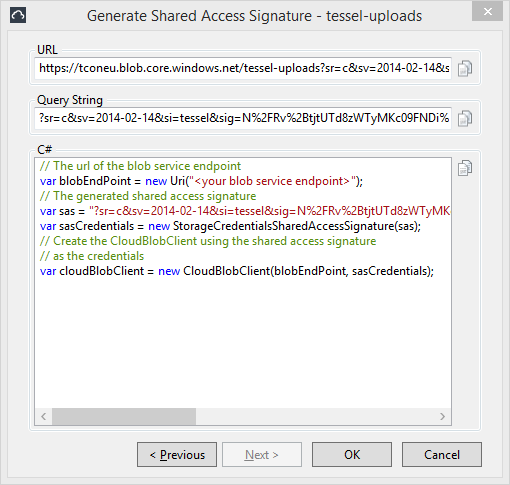 Generate Shared Access Signature - tessel-uploads
URL
https://tconeu.blob.core.windows.net/tessel-uploads?sr=c&sv=2014-02-14&s
Query String
?sr=c&sv=2014-02-14&si=tessel&sig=N%2FRv%2BtjtUTd8zWTyMKc09FNDi%
C#
// The url of the blob service endpoint
var blobEndPoint = new Uri("<your blob service endpoint>");
// The generated shared access signature
var sas = "?sr=c&sv=2014-02-14&si=tessel&sig=N%2FRv%2BtjtUTd8zWTyMK
var sasCredentials = new StorageCredentialsSharedAccessSignature(sas);
// Create the CloudBlobClient using the shared access signature
// as the credentials
var cloudBlobClient = new CloudBlobClient(blobEndPoint, sasCredentials);
< Previous Next > OK Cancel